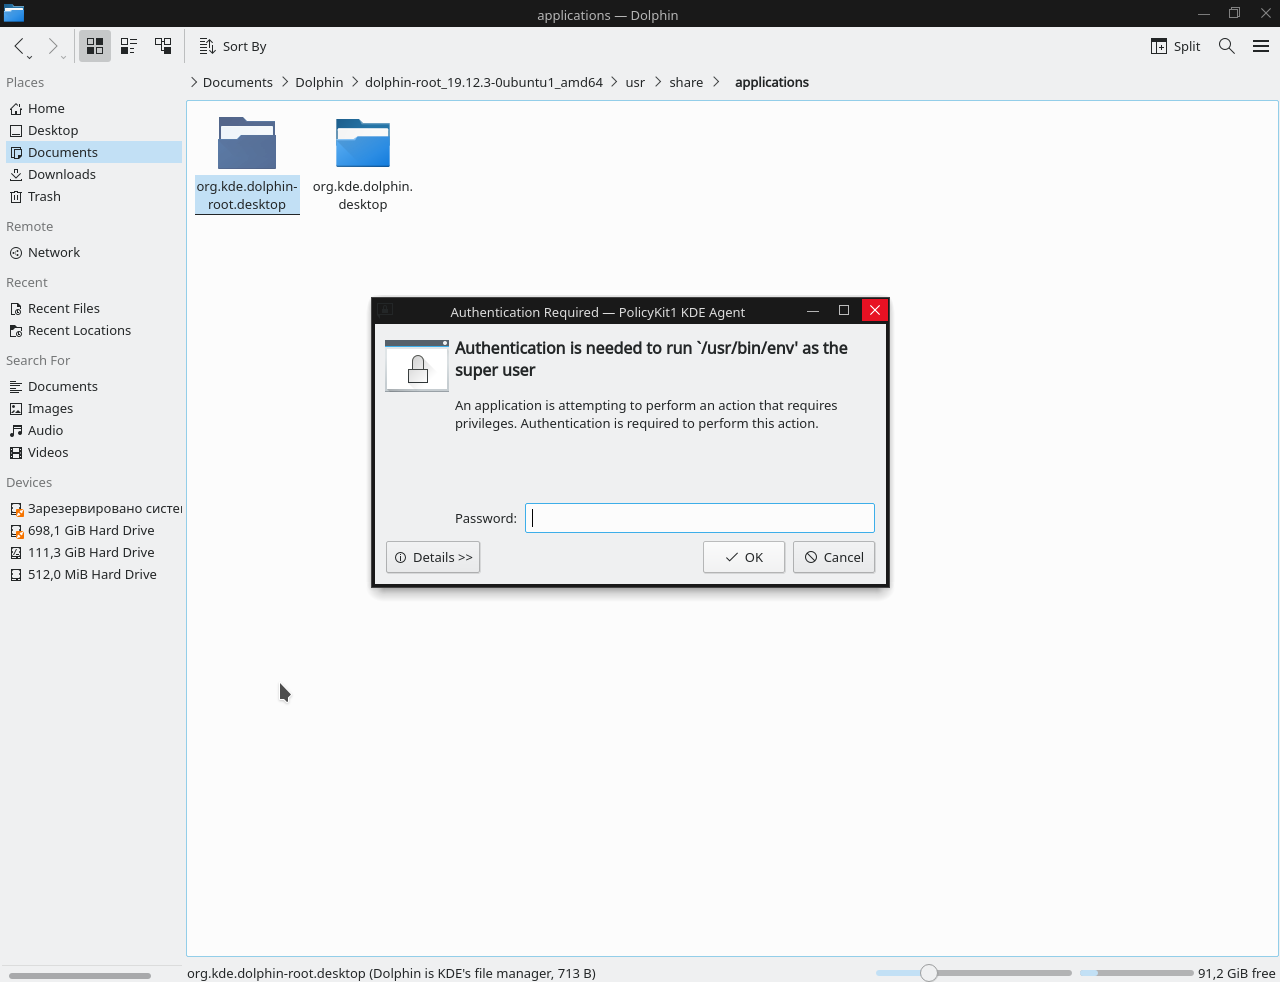 applications — Dolphin
Sort By
Split
Places
Home
Desktop
Documents
Downloads
Trash
Remote
Network
Recent
Recent Files
Recent Locations
Search For
Documents
Images
Audio
Videos
Devices
Зарезервировано систе
698,1 GiB Hard Drive
111,3 GiB Hard Drive
512,0 MiB Hard Drive
Documents > Dolphin > dolphin-root_19.12.3-0ubuntu1_amd64 > usr > share > applications
org.kde.dolphin-
root.desktop
org.kde.dolphin.
desktop
Authentication Required — PolicyKit1 KDE Agent
Authentication is needed to run `/usr/bin/env' as the
super user
An application is attempting to perform an action that requires
privileges. Authentication is required to perform this action.
Password:
Details >>
OK
Cancel
org.kde.dolphin-root.desktop (Dolphin is KDE's file manager, 713 B)
91,2 GiB free